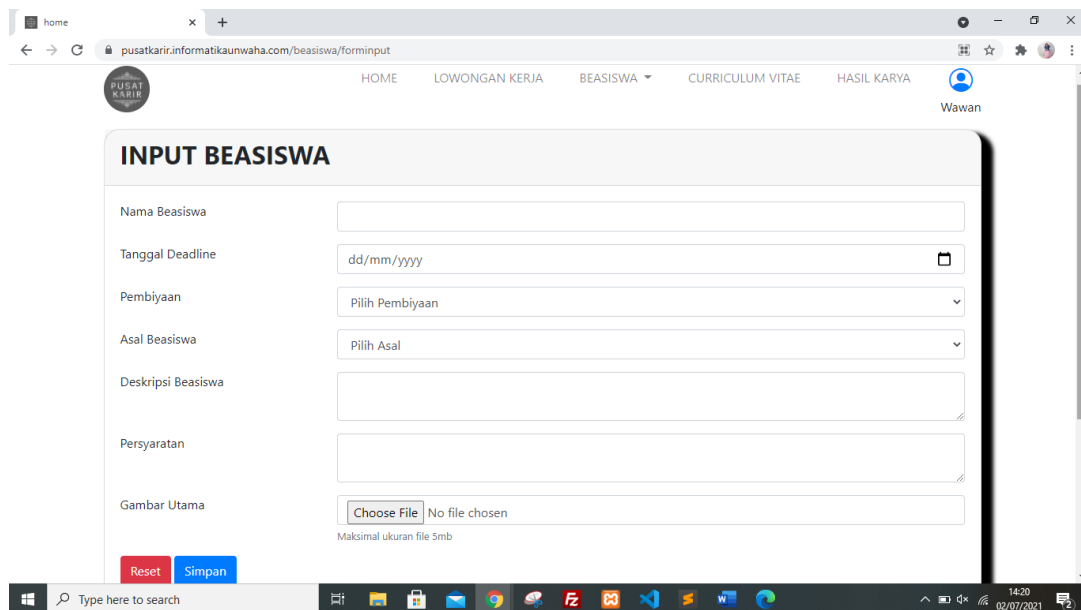 home
pusatkarir.informatikaunwaha.com/beasiswa/forminput
PUSAT
KARIR
HOME LOWONGAN KERJA BEASISWA CURRICULUM VITAE HASIL KARYA
Wawan
INPUT BEASISWA
Nama Beasiswa
Tanggal Deadline
dd/mm/yyyy
Pembiyaan
Pilih Pembiyaan
Asal Beasiswa
Pilih Asal
Deskripsi Beasiswa
Persyaratan
Gambar Utama
Choose File No file chosen
Maksimal ukuran file 5mb
Reset Simpan
Type here to search
14:20
02/07/2021